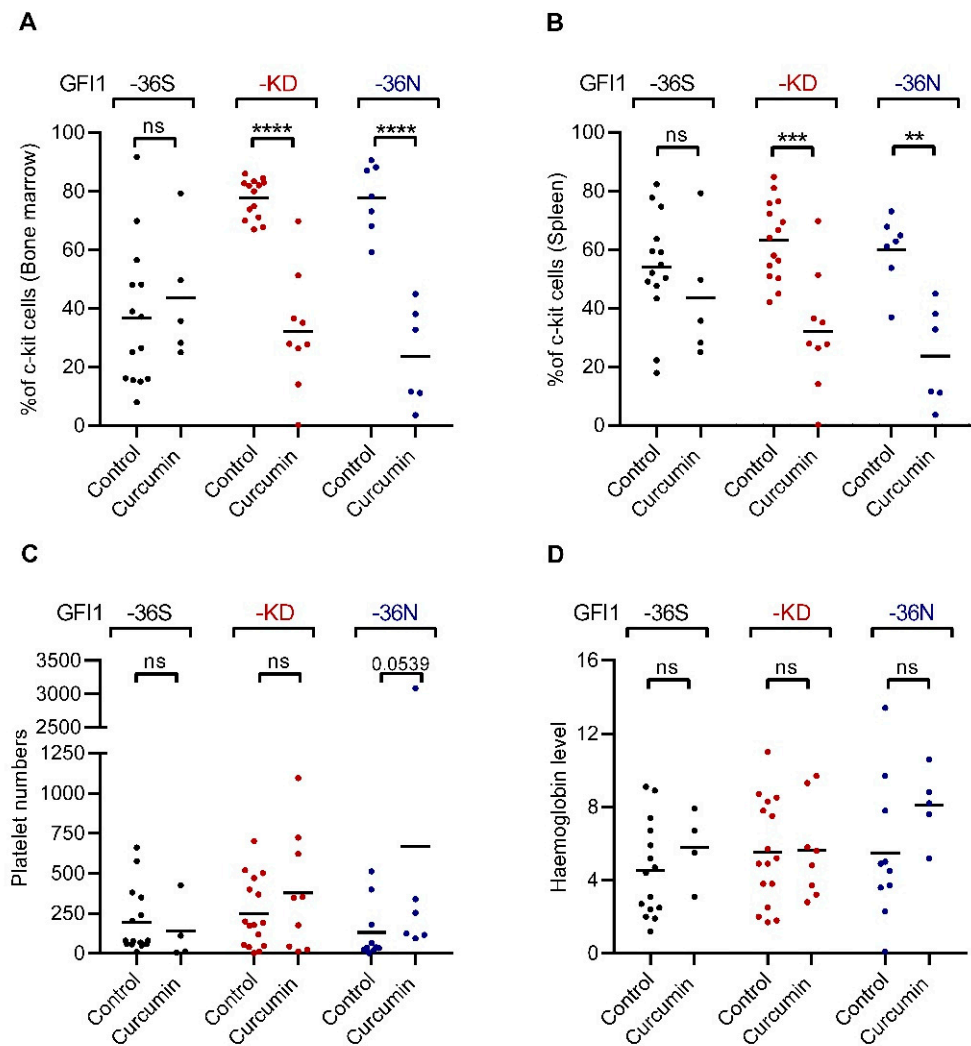 A
GFI1 -36S -KD -36N
ns **** ****
%of c-kit cells (Bone marrow)
100
80
60
40
20
0
Control Curcumin Control Curcumin Control Curcumin
B
GFI1 -36S -KD -36N
ns *** **
%of c-kit cells (Spleen)
100
80
60
40
20
0
Control Curcumin Control Curcumin Control Curcumin
C
GFI1 -36S -KD -36N
ns ns 0.0539
Platelet numbers
3500
3000
2500
1250
1000
750
500
250
0
Control Curcumin Control Curcumin Control Curcumin
D
GFI1 -36S -KD -36N
ns ns ns
Haemoglobin level
16
12
8
4
0
Control Curcumin Control Curcumin Control Curcumin